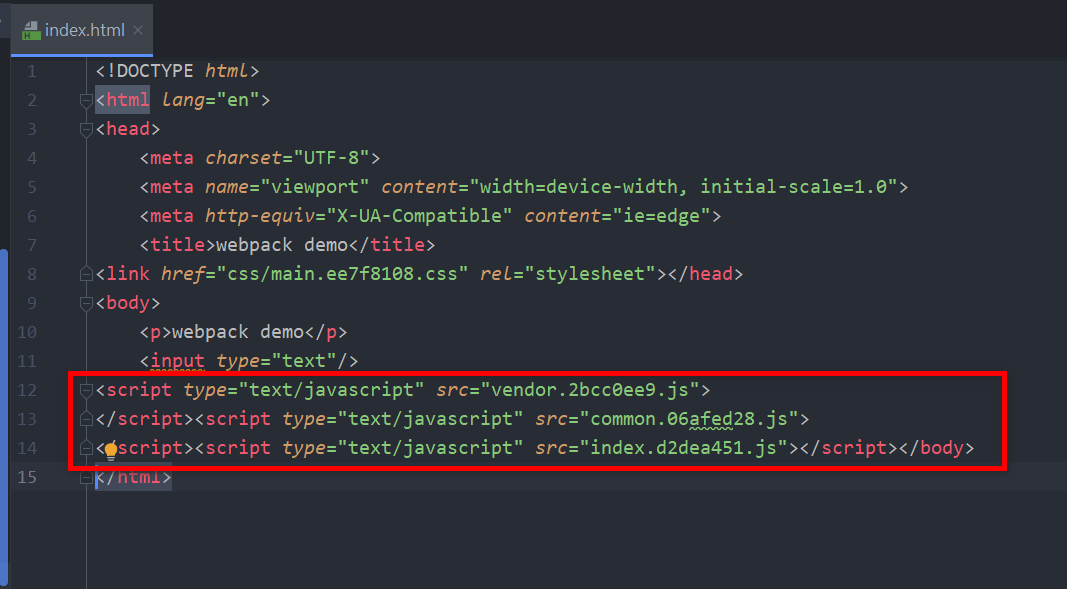 index.html
1 <!DOCTYPE html>
2 <html lang="en">
3 <head>
4 <meta charset="UTF-8">
5 <meta name="viewport" content="width=device-width, initial-scale=1.0">
6 <meta http-equiv="X-UA-Compatible" content="ie=edge">
7 <title>webpack demo</title>
8 <link href="css/main.ee7f8108.css" rel="stylesheet"></head>
9 <body>
10 <p>webpack demo</p>
11 <input type="text"/>
12 <script type="text/javascript" src="vendor.2bcc0ee9.js">
13 </script><script type="text/javascript" src="common.06afed28.js">
14 </script><script type="text/javascript" src="index.d2dea451.js"></script></body>
15 </html>